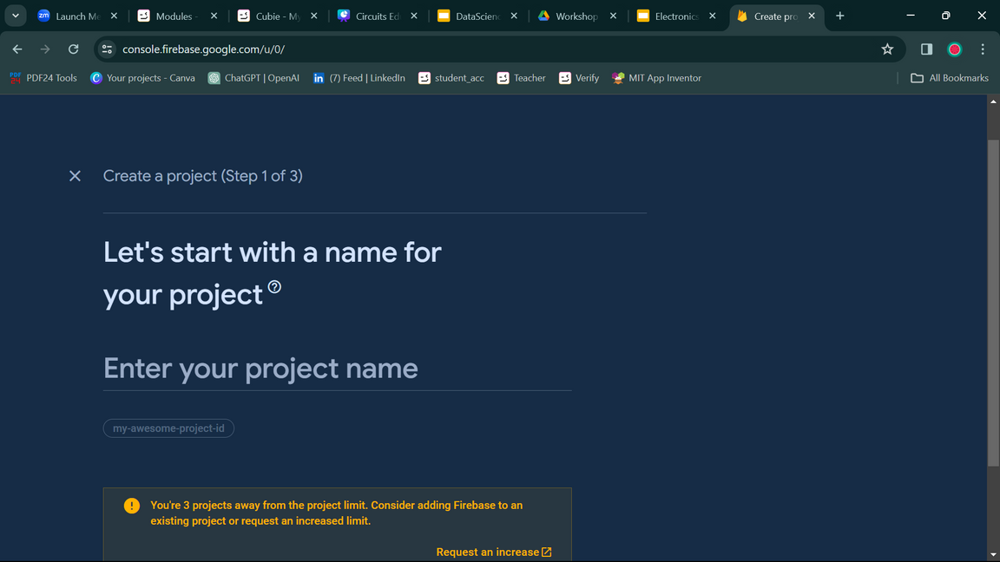 zm
Launch Me
Modules -
Cubie - My
Circuits Ed
DataScienc
Workshop
Electronics
Create pro
console.firebase.google.com/u/0/
PDF
PDF24 Tools
Your projects - Canva
ChatGPT | OpenAI
in
(7) Feed | LinkedIn
student_acc
Teacher
Verify
MIT App Inventor
All Bookmarks
Create a project (Step 1 of 3)
Let's start with a name for
your project
Enter your project name
my-awesome-project-id
You're 3 projects away from the project limit. Consider adding Firebase to an
existing project or request an increased limit.
Request an increase